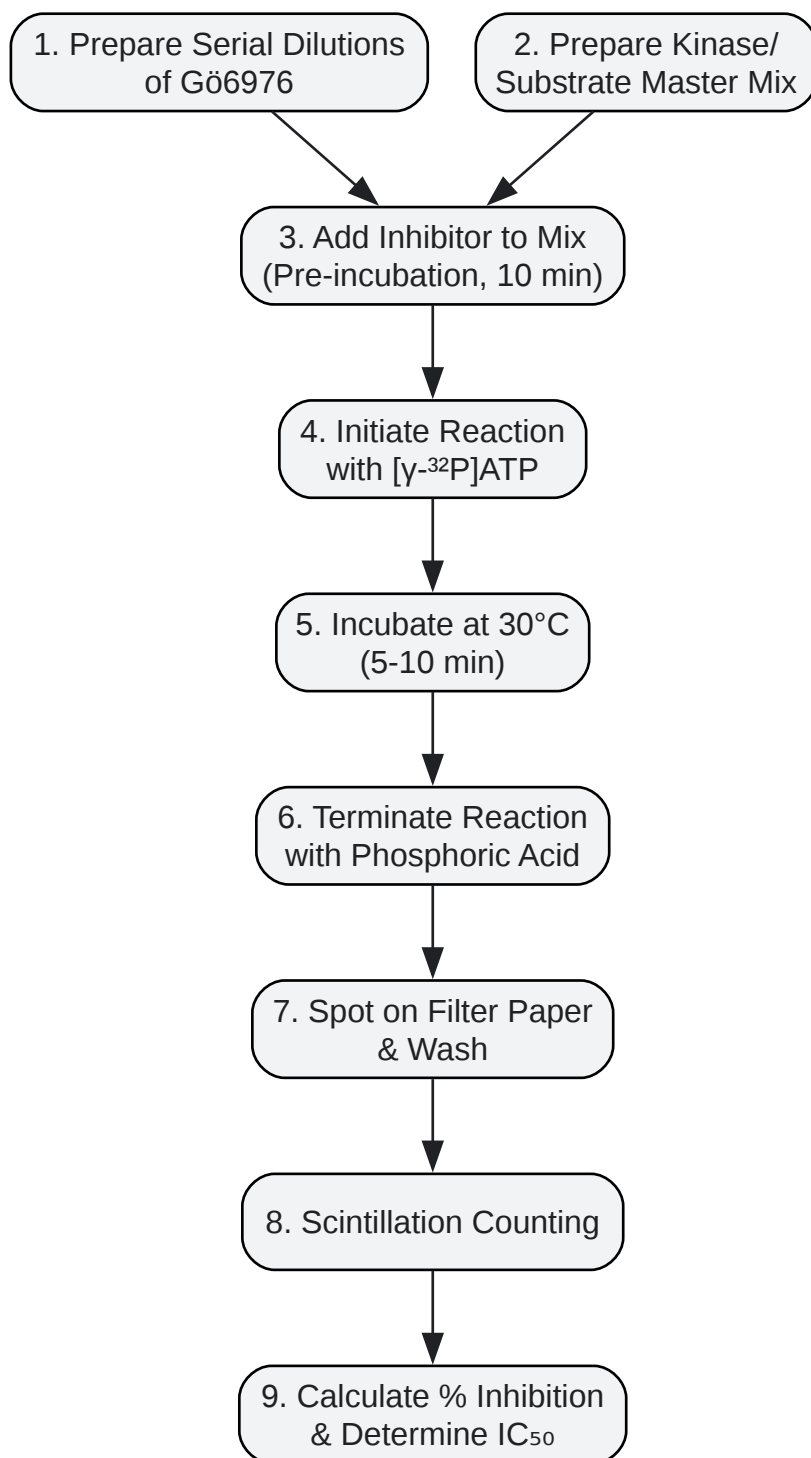 1. Prepare Serial Dilutions
of Gö6976
2. Prepare Kinase/
Substrate Master Mix
3. Add Inhibitor to Mix
(Pre-incubation, 10 min)
4. Initiate Reaction
with [γ-³²P]ATP
5. Incubate at 30°C
(5-10 min)
6. Terminate Reaction
with Phosphoric Acid
7. Spot on Filter Paper
& Wash
8. Scintillation Counting
9. Calculate % Inhibition
& Determine IC₅₀